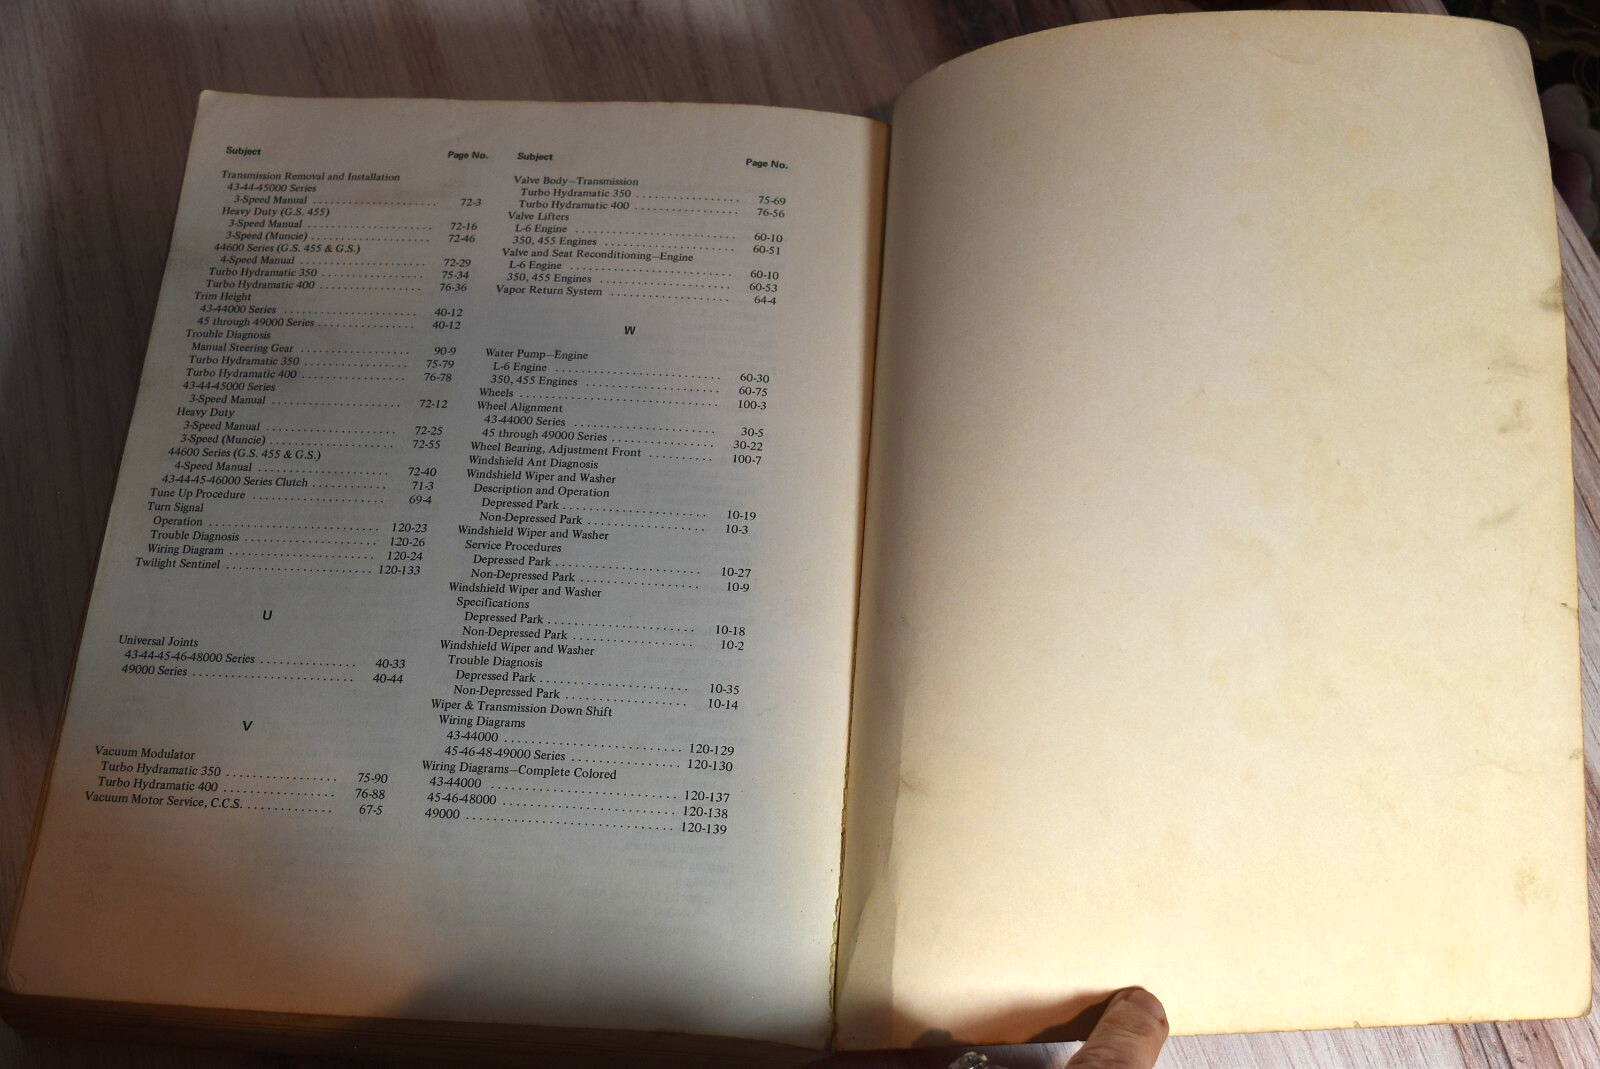 Subject Page No.
Transmission Removal and Installation
43-44-45000 Series
3-Speed Manual 72-3
Heavy Duty (G.S. 455)
3-Speed Manual 72-16
3-Speed (Muncie) 72-46
44600 Series (G.S. 455 & G.S.)
4-Speed Manual 72-29
Turbo Hydramatic 350 75-34
Turbo Hydramatic 400 76-36
Trim Height
43-44000 Series 40-12
45 through 49000 Series 40-12
Trouble Diagnosis
Manual Steering Gear 90-9
Turbo Hydramatic 350 75-79
Turbo Hydramatic 400 76-78
43-44-45000 Series
3-Speed Manual 72-12
Heavy Duty
3-Speed Manual 72-25
3-Speed (Muncie) 72-55
44600 Series (G.S. 455 & G.S.)
4-Speed Manual 72-40
43-44-45-46000 Series Clutch 71-3
Tune Up Procedure 69-4
Turn Signal
Operation 120-23
Trouble Diagnosis 120-26
Wiring Diagram 120-24
Twilight Sentinel 120-133
U
Universal Joints
43-44-45-46-48000 Series 40-33
49000 Series 40-44
V
Vacuum Modulator
Turbo Hydramatic 350 75-90
Turbo Hydramatic 400 76-88
Vacuum Motor Service, C.C.S. 67-5
Subject Page No.
Valve Body—Transmission
Turbo Hydramatic 350 75-69
Turbo Hydramatic 400 76-56
Valve Lifters
L-6 Engine 60-10
350, 455 Engines 60-51
Valve and Seat Reconditioning—Engine
L-6 Engine 60-10
350, 455 Engines 60-53
Vapor Return System 64-4
W
Water Pump—Engine
L-6 Engine 60-30
350, 455 Engines 60-75
Wheels 100-3
Wheel Alignment
43-44000 Series 30-5
45 through 49000 Series 30-22
Wheel Bearing, Adjustment Front 100-7
Windshield Ant Diagnosis
Windshield Wiper and Washer
Description and Operation
Depressed Park 10-19
Non-Depressed Park 10-3
Windshield Wiper and Washer
Service Procedures
Depressed Park 10-27
Non-Depressed Park 10-9
Windshield Wiper and Washer
Specifications
Depressed Park 10-18
Non-Depressed Park 10-2
Windshield Wiper and Washer
Trouble Diagnosis
Depressed Park 10-35
Non-Depressed Park 10-14
Wiper & Transmission Down Shift
Wiring Diagrams
43-44000 120-129
45-46-48-49000 Series 120-130
Wiring Diagrams—Complete Colored
43-44000 120-137
45-46-48000 120-138
49000 120-139